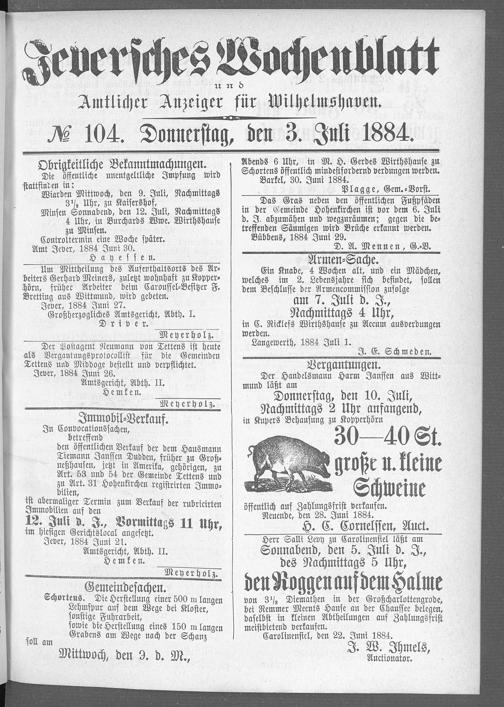 Jeversches Wochenblatt
und
Amtlicher Anzeiger für Wilhelmshaven.
№ 104. Donnerstag, den 3. Juli 1884.
Obrigkeitliche Bekanntmachungen.
Die öffentliche unentgeltliche Impfung wird
stattfinden in:
Wiarden Mittwoch, den 9. Juli, Nachmittags
3½ Uhr, zu Kaisershof,
Minsen Sonnabend, den 12. Juli, Nachmittags
4 Uhr, in Burchards Wwe. Wirthshause
zu Minsen.
Controltermin eine Woche später.
Amt Jever, 1884 Juni 30.
Hayessen.
Um Mittheilung des Aufenthaltsorts des Ar-
beiters Gerhard Meiners, zuletzt wohnhaft zu Kopper-
hörn, früher Arbeiter beim Caroussel-Besitzer F.
Bretting aus Wittmund, wird gebeten.
Jever, 1884 Juni 27.
Großherzogliches Amtsgericht, Abth. I.
Driver.
Meyerholz.
Der Postagent Neumann von Tettens ist heute
als Vergantungsprotocollist für die Gemeinden
Tettens und Middoge bestellt und verpflichtet.
Jever, 1884 Juni 26.
Amtsgericht, Abth. II.
Hemken.
Meyerholz.
Immobil-Verkauf.
In Convocationssachen,
betreffend
den öffentlichen Verkauf der dem Hausmann
Tiemann Janssen Dudden, früher zu Groß-
neßhausen, jetzt in Amerika, gehörigen, zu
Art. 53 und 54 der Gemeinde Tettens und
zu Art. 31 Hohenkirchen registrirten Immo-
bilien,
ist abermaliger Termin zum Verkauf der rubricirten
Immobilien auf den
12. Juli d. J., Vormittags 11 Uhr,
im hiesigen Gerichtslocal angesetzt.
Jever, 1884 Juni 21.
Amtsgericht, Abth. II.
Hemken.
Meyerholz.
Gemeindesachen.
Schortens. Die Herstellung einer 500 m langen
Lehmspur auf dem Wege bei Kloster,
sonstige Fuhrarbeit,
sowie die Herstellung eines 150 m langen
Grabens am Wege nach der Schanz
soll am
Mittwoch, den 9. d. M.,
Abends 6 Uhr, in M. H. Gerdes Wirthshause zu
Schortens öffentlich mindestfordernd verdungen werden.
Barkel, 30. Juni 1884.
Plagge, Gem.-Vorst.
Das Gras neben den öffentlichen Fußpfäden
in der Gemeinde Hohenkirchen ist vor dem 6. Juli
d. J. abzumähen und wegzuräumen; gegen die be-
treffenden Säumigen wird Brüche erkannt werden.
Wübbens, 1884 Juni 29.
D. A. Mennen, G.-V.
Armen-Sache.
Ein Knabe, 4 Wochen alt, und ein Mädchen,
welches im 2. Lebensjahre sich befindet, sollen
dem Beschlusse der Armencommission zufolge
am 7. Juli d. J.,
Nachmittags 4 Uhr,
in C. Ricklefs Wirthshause zu Accum ausverdungen
werden.
Langewerth, 1884 Juli 1.
J. E. Schmeden.
Vergantungen.
Der Handelsmann Harm Janssen aus Witt-
mund läßt am
Donnerstag, den 10. Juli,
Nachmittags 2 Uhr anfangend,
in Kupers Behausung zu Kopperhörn
30—40 St.
große u. kleine
Schweine
öffentlich auf Zahlungsfrist verkaufen.
Neuende, den 28. Juni 1884.
H. C. Cornelssen, Auct.
Herr Salli Levy zu Carolinensiel läßt am
Sonnabend, den 5. Juli d. J.,
des Nachmittags 5 Uhr,
den Roggen auf dem Halme
von 3½ Diemathen in der Großcharlottengrode,
bei Remmer Meents Hause an der Chaussee belegen,
daselbst in kleinen Abtheilungen auf Zahlungsfrist
meistbietend verkaufen.
Carolinensiel, den 22. Juni 1884.
J. W. Ihmels,
Auctionator.